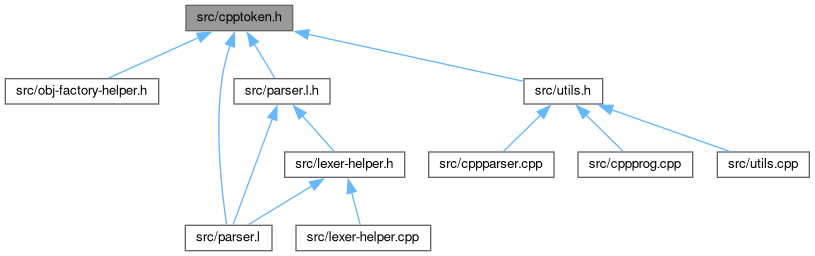 src/cpptoken.h
src/obj-factory-helper.h
src/parser.l.h
src/utils.h
src/lexer-helper.h
src/cppparser.cpp
src/cppprog.cpp
src/utils.cpp
src/parser.l
src/lexer-helper.cpp